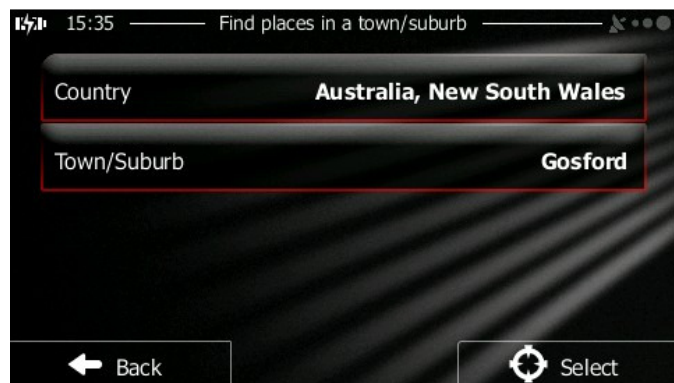 15:35 Find places in a town/suburb
Country Australia, New South Wales
Town/Suburb Gosford
Back Select